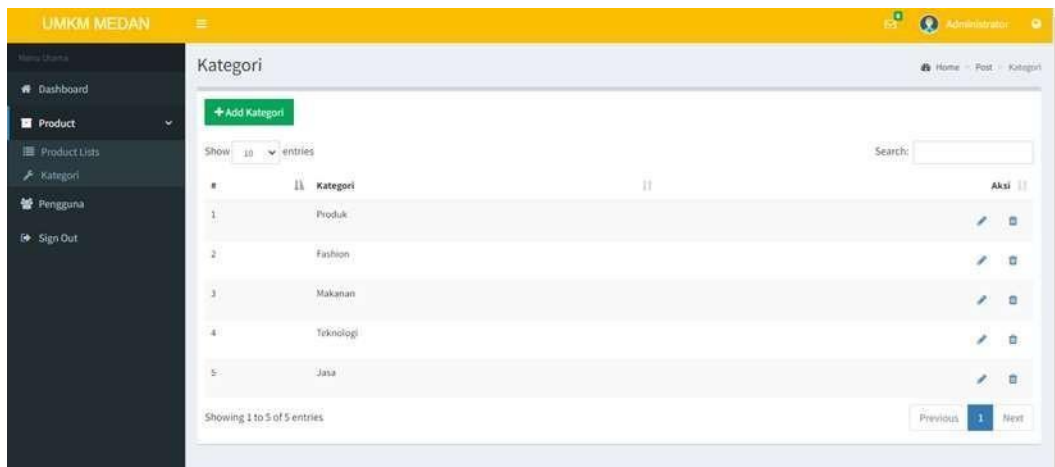 UMKM MEDAN
Administrator
Menu Utama
Dashboard
Product
Product Lists
Kategori
Pengguna
Sign Out
Kategori
Home Post Kategori
+ Add Kategori
Show 10 entries
Search:
# Kategori Aksi
1 Produk
2 Fashion
3 Makanan
4 Teknologi
5 Jasa
Showing 1 to 5 of 5 entries
Previous 1 Next